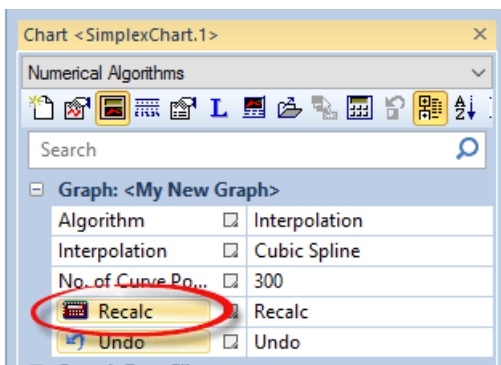 Chart <SimplexChart.1>
Numerical Algorithms
L
Search
Graph: <My New Graph>
Algorithm Interpolation
Interpolation Cubic Spline
No. of Curve Po... 300
Recalc Recalc
Undo Undo